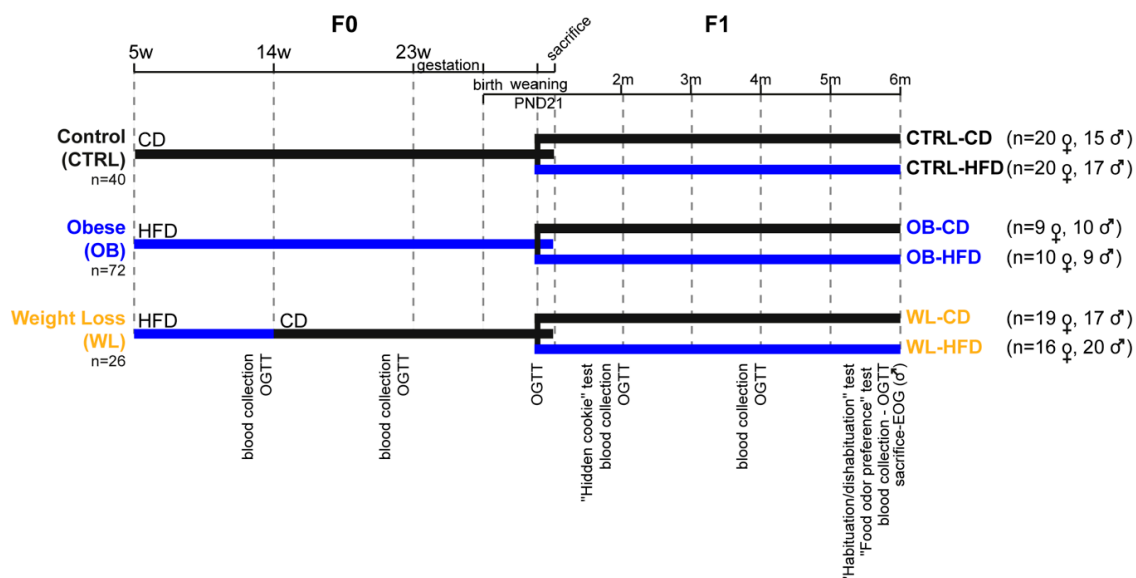 F0
F1
5w
14w
23w
gestation
sacrifice
birth
weaning
PND21
2m
3m
4m
5m
6m
Control
(CTRL)
n=40
CD
CTRL-CD (n=20 ♀, 15 ♂)
CTRL-HFD (n=20 ♀, 17 ♂)
Obese
(OB)
n=72
HFD
OB-CD (n=9 ♀, 10 ♂)
OB-HFD (n=10 ♀, 9 ♂)
Weight Loss
(WL)
n=26
HFD
CD
WL-CD (n=19 ♀, 17 ♂)
WL-HFD (n=16 ♀, 20 ♂)
blood collection
OGTT
blood collection
OGTT
OGTT
"Hidden cookie" test
blood collection
OGTT
blood collection
OGTT
"Habituation/dishabituation" test
"Food odor preference" test
blood collection - OGTT
sacrifice-EOG (♂)